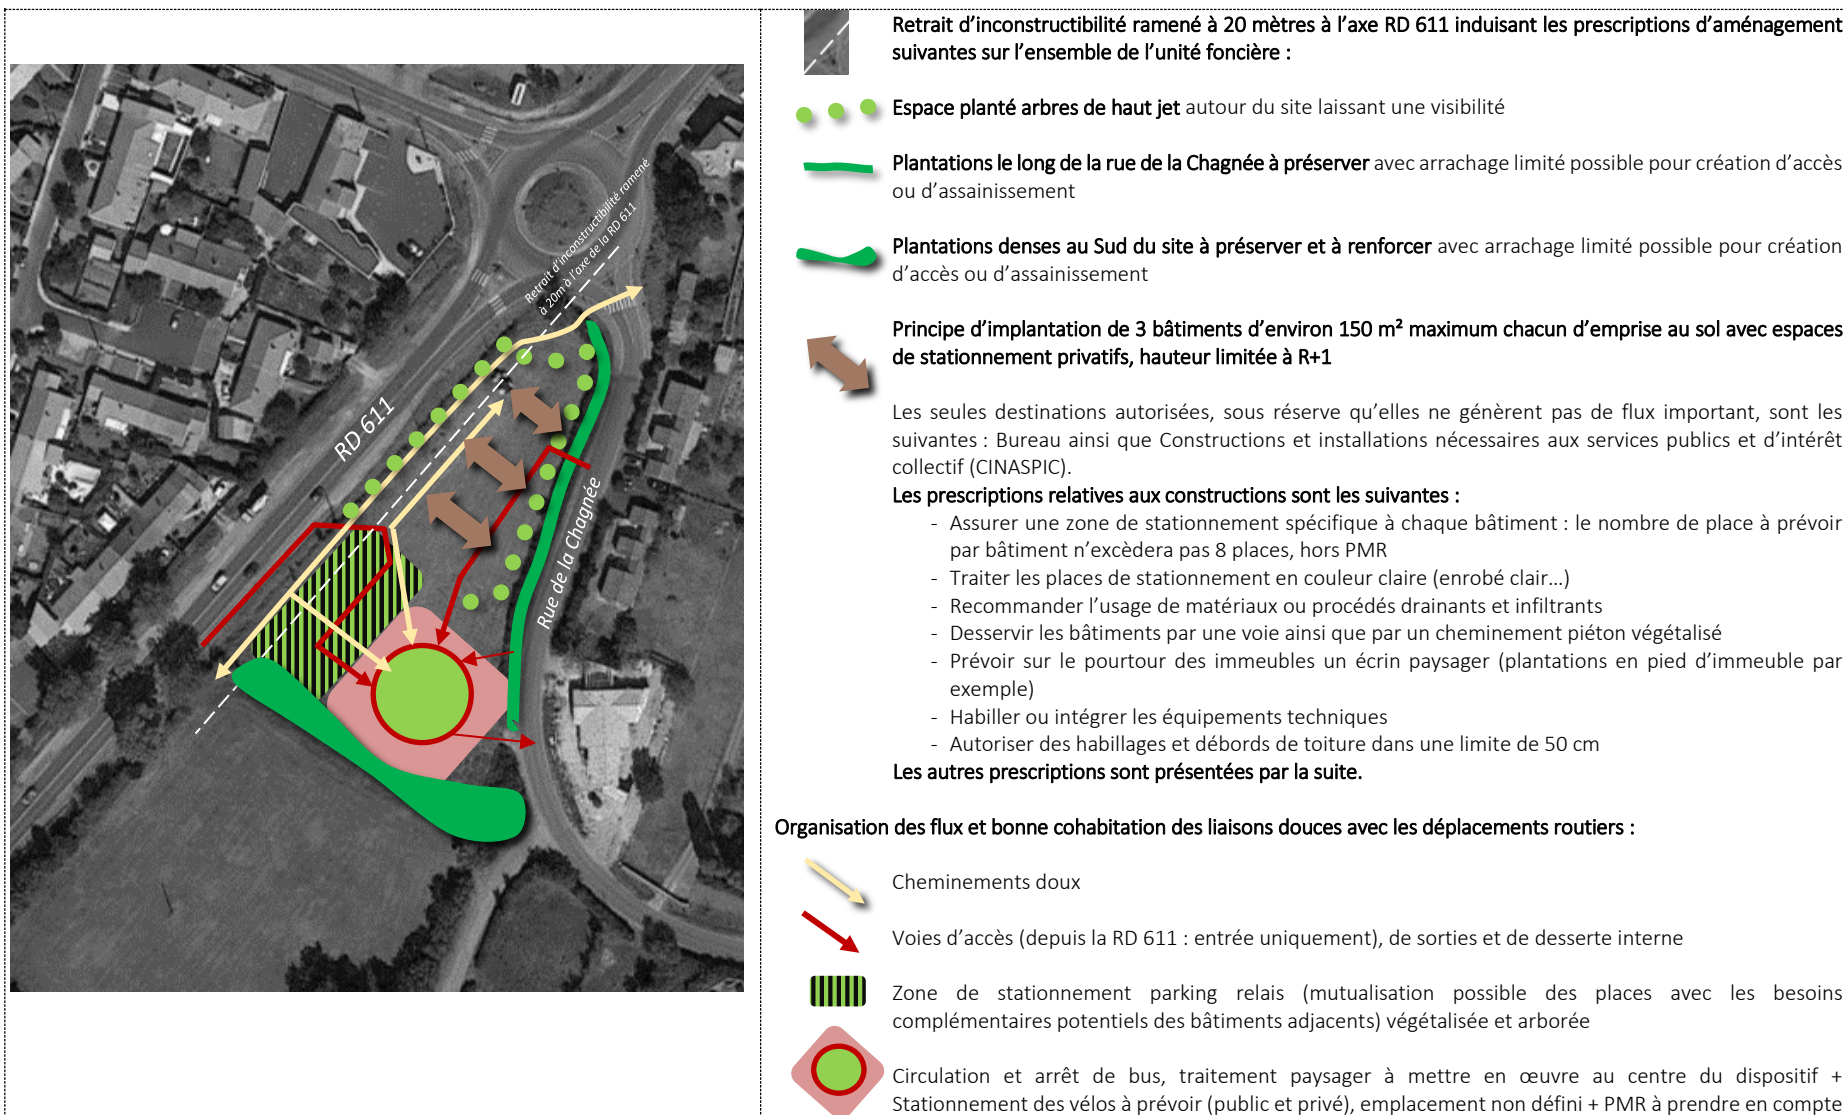 Retrait d'inconstructibilité ramené
à 20m à l'axe de la RD 611
RD 611
Rue de la Chagnée
Retrait d'inconstructibilité ramené à 20 mètres à l'axe RD 611 induisant les prescriptions d'aménagement
suivantes sur l'ensemble de l'unité foncière :
Espace planté arbres de haut jet autour du site laissant une visibilité
Plantations le long de la rue de la Chagnée à préserver avec arrachage limité possible pour création d'accès
ou d'assainissement
Plantations denses au Sud du site à préserver et à renforcer avec arrachage limité possible pour création
d'accès ou d'assainissement
Principe d'implantation de 3 bâtiments d'environ 150 m² maximum chacun d'emprise au sol avec espaces
de stationnement privatifs, hauteur limitée à R+1
Les seules destinations autorisées, sous réserve qu'elles ne génèrent pas de flux important, sont les
suivantes : Bureau ainsi que Constructions et installations nécessaires aux services publics et d'intérêt
collectif (CINASPIC).
Les prescriptions relatives aux constructions sont les suivantes :
- Assurer une zone de stationnement spécifique à chaque bâtiment : le nombre de place à prévoir
par bâtiment n'excèdera pas 8 places, hors PMR
- Traiter les places de stationnement en couleur claire (enrobé clair...)
- Recommander l'usage de matériaux ou procédés drainants et infiltrants
- Desservir les bâtiments par une voie ainsi que par un cheminement piéton végétalisé
- Prévoir sur le pourtour des immeubles un écrin paysager (plantations en pied d'immeuble par
exemple)
- Habiller ou intégrer les équipements techniques
- Autoriser des habillages et débords de toiture dans une limite de 50 cm
Les autres prescriptions sont présentées par la suite.
Organisation des flux et bonne cohabitation des liaisons douces avec les déplacements routiers :
Cheminements doux
Voies d'accès (depuis la RD 611 : entrée uniquement), de sorties et de desserte interne
Zone de stationnement parking relais (mutualisation possible des places avec les besoins
complémentaires potentiels des bâtiments adjacents) végétalisée et arborée
Circulation et arrêt de bus, traitement paysager à mettre en œuvre au centre du dispositif +
Stationnement des vélos à prévoir (public et privé), emplacement non défini + PMR à prendre en compte